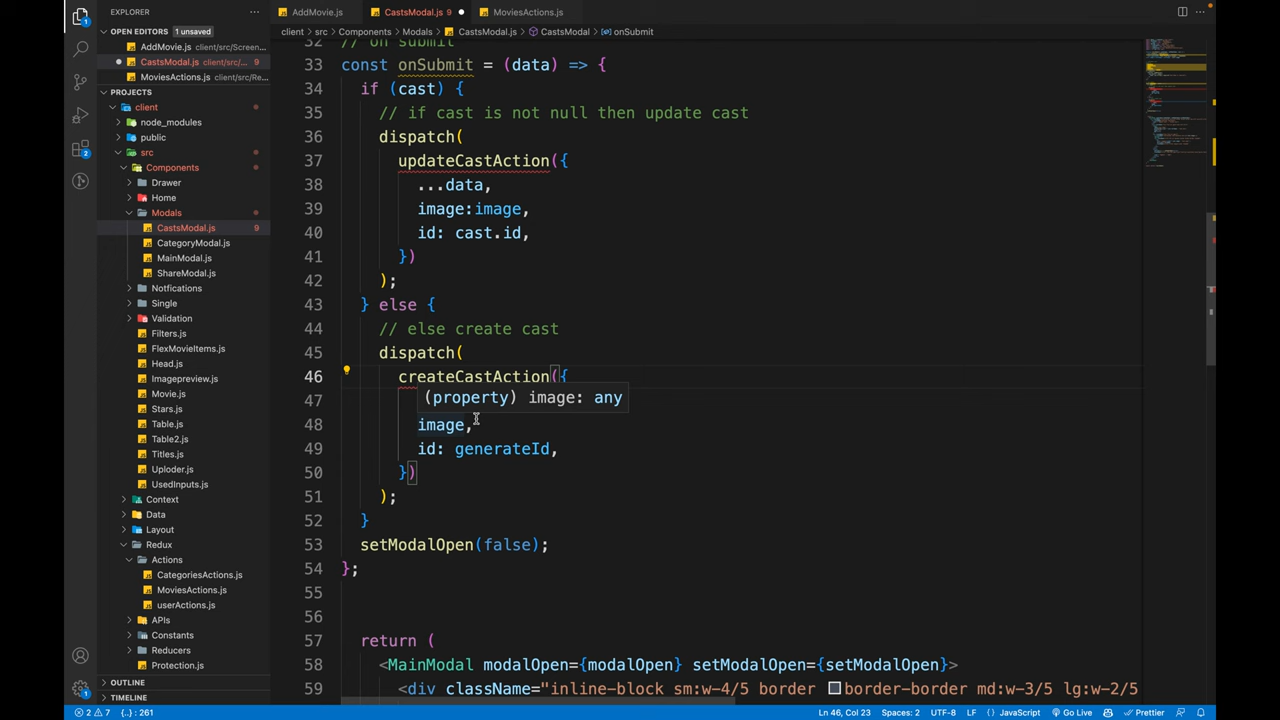 EXPLORER
OPEN EDITORS 1 unsaved
AddMovie.js client/src/Screen...
CastsModal.js client/src/... 9
MoviesActions.js client/src/Re...
PROJECTS
client
node_modules
public
src
Components
Drawer
Home
Modals
CastsModal.js 9
CategoryModal.js
MainModal.js
ShareModal.js
Notfications
Single
Validation
Filters.js
FlexMovieItems.js
Head.js
Imagepreview.js
Movie.js
Stars.js
Table.js
Table2.js
Titles.js
Uploder.js
UsedInputs.js
Context
Data
Layout
Redux
Actions
CategoriesActions.js
MoviesActions.js
userActions.js
APIs
Constants
Reducers
Protection.js
OUTLINE
TIMELINE
AddMovie.js CastsModal.js 9 MoviesActions.js
client > src > Components > Modals > CastsModal.js > CastsModal > onSubmit
32 // on submit
33 const onSubmit = (data) => {
34 if (cast) {
35 // if cast is not null then update cast
36 dispatch(
37 updateCastAction({
38 ...data,
39 image:image,
40 id: cast.id,
41 })
42 );
43 } else {
44 // else create cast
45 dispatch(
46 createCastAction({
47 (property) image: any
48 image,
49 id: generateId,
50 })
51 );
52 }
53 setModalOpen(false);
54 };
55
56
57 return (
58 <MainModal modalOpen={modalOpen} setModalOpen={setModalOpen}>
59 <div className="inline-block sm:w-4/5 border border-border md:w-3/5 lg:w-2/5
1
2
1
2 7 {..} : 261 Ln 46, Col 23 Spaces: 2 UTF-8 LF {} JavaScript Go Live Prettier